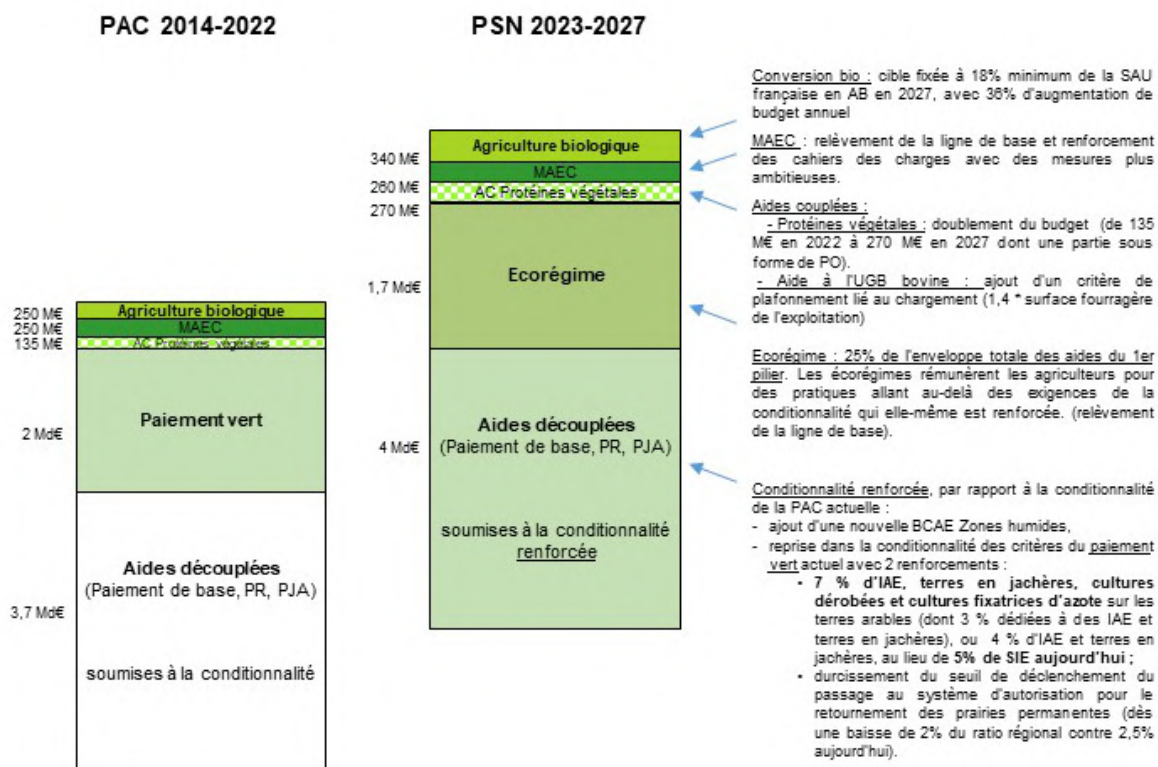 PAC 2014-2022
250 M€
Agriculture biologique
250 M€
MAEC
135 M€
AC Protéines végétales
Paiement vert
2 Md€
Aides découplées
(Paiement de base, PR, PJA)
3,7 Md€
soumises à la conditionnalité
PSN 2023-2027
Agriculture biologique
340 M€
MAEC
260 M€
AC Protéines végétales
270 M€
Ecorégime
1,7 Md€
Aides découplées
4 Md€
(Paiement de base, PR, PJA)
soumises à la conditionnalité
renforcée
Conversion bio : cible fixée à 18% minimum de la SAU
française en AB en 2027, avec 36% d'augmentation de
budget annuel
MAEC : relèvement de la ligne de base et renforcement
des cahiers des charges avec des mesures plus
ambitieuses.
Aides couplées :
- Protéines végétales : doublement du budget (de 135
M€ en 2022 à 270 M€ en 2027 dont une partie sous
forme de PO).
- Aide à l'UGB bovine : ajout d'un critère de
plafonnement lié au chargement (1,4 * surface fourragère
de l'exploitation)
Ecorégime : 25% de l'enveloppe totale des aides du 1er
pilier. Les écorégimes rémunèrent les agriculteurs pour
des pratiques allant au-delà des exigences de la
conditionnalité qui elle-même est renforcée. (relèvement
de la ligne de base).
Conditionnalité renforcée, par rapport à la conditionnalité
de la PAC actuelle :
- ajout d'une nouvelle BCAE Zones humides,
- reprise dans la conditionnalité des critères du paiement
vert actuel avec 2 renforcements :
• 7 % d'IAE, terres en jachères, cultures
dérobées et cultures fixatrices d'azote sur les
terres arables (dont 3 % dédiées à des IAE et
terres en jachères), ou 4 % d'IAE et terres en
jachères, au lieu de 5% de SIE aujourd'hui ;
• durcissement du seuil de déclenchement du
passage au système d'autorisation pour le
retournement des prairies permanentes (dès
une baisse de 2% du ratio régional contre 2,5%
aujourd'hui).